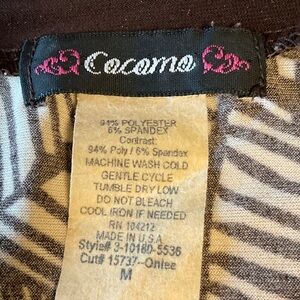 Cocomo
94% POLYESTER
6% SPANDEX
Contrast:
94% Poly / 6% Spandex
MACHINE WASH COLD
GENTLE CYCLE
TUMBLE DRY LOW
DO NOT BLEACH
COOL IRON IF NEEDED
RN 104212
MADE IN U.S.A
Style# 3-10160-5536
Cut# 15737--Onlee
M